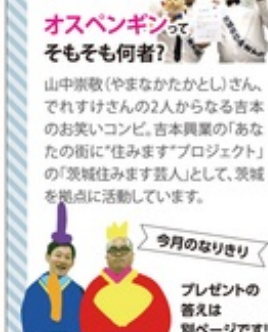 オスペンギンって
そもそも何者?
山中崇敬(やまなかたかとし)さん、
でれすけさんの2人からなる吉本
のお笑いコンビ。吉本興業の「あな
たの街に"住みます"プロジェクト」
の「茨城住みます芸人」として、茨城
を拠点に活動しています。
今月のなりきり
プレゼントの
答えは
別ページです!